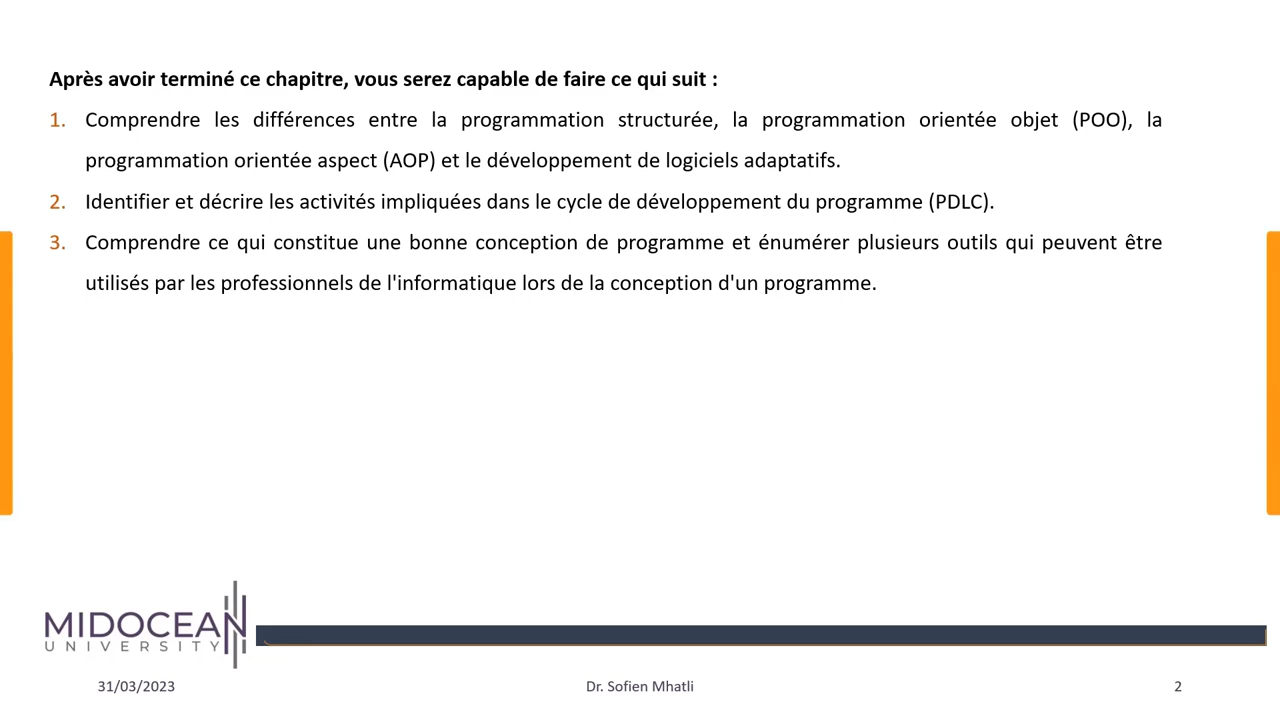 Après avoir terminé ce chapitre, vous serez capable de faire ce qui suit :
1. Comprendre les différences entre la programmation structurée, la programmation orientée objet (POO), la
programmation orientée aspect (AOP) et le développement de logiciels adaptatifs.
2. Identifier et décrire les activités impliquées dans le cycle de développement du programme (PDLC).
3. Comprendre ce qui constitue une bonne conception de programme et énumérer plusieurs outils qui peuvent être
utilisés par les professionnels de l'informatique lors de la conception d'un programme.
MIDOCEAN
UNIVERSITY
31/03/2023
Dr. Sofien Mhatli
2